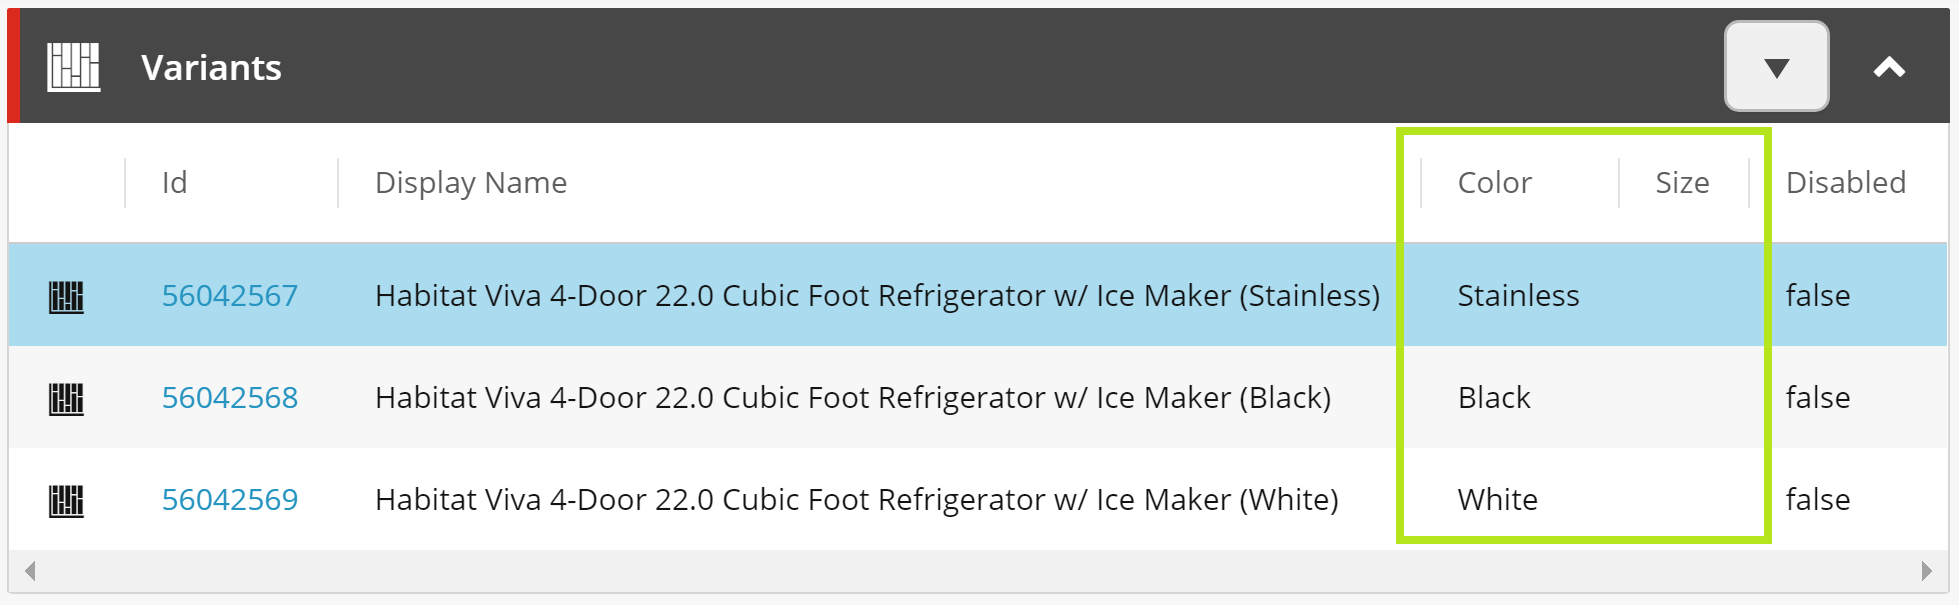 Variants
Id Display Name Color Size Disabled
56042567 Habitat Viva 4-Door 22.0 Cubic Foot Refrigerator w/ Ice Maker (Stainless) Stainless false
56042568 Habitat Viva 4-Door 22.0 Cubic Foot Refrigerator w/ Ice Maker (Black) Black false
56042569 Habitat Viva 4-Door 22.0 Cubic Foot Refrigerator w/ Ice Maker (White) White false